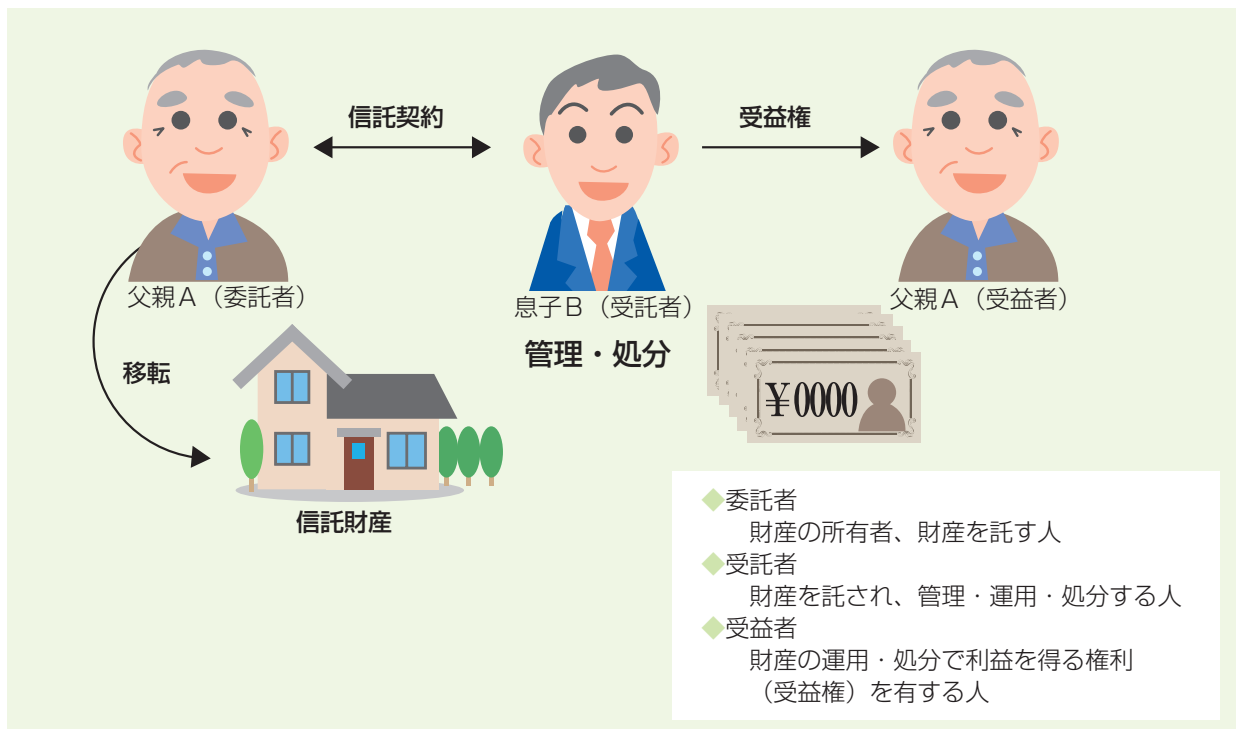 信託契約
受益権
父親A（委託者）
息子B（受託者）
父親A（受益者）
管理・処分
移転
¥0000
信託財産
◆委託者
財産の所有者、財産を託す人
◆受託者
財産を託され、管理・運用・処分する人
◆受益者
財産の運用・処分で利益を得る権利
（受益権）を有する人